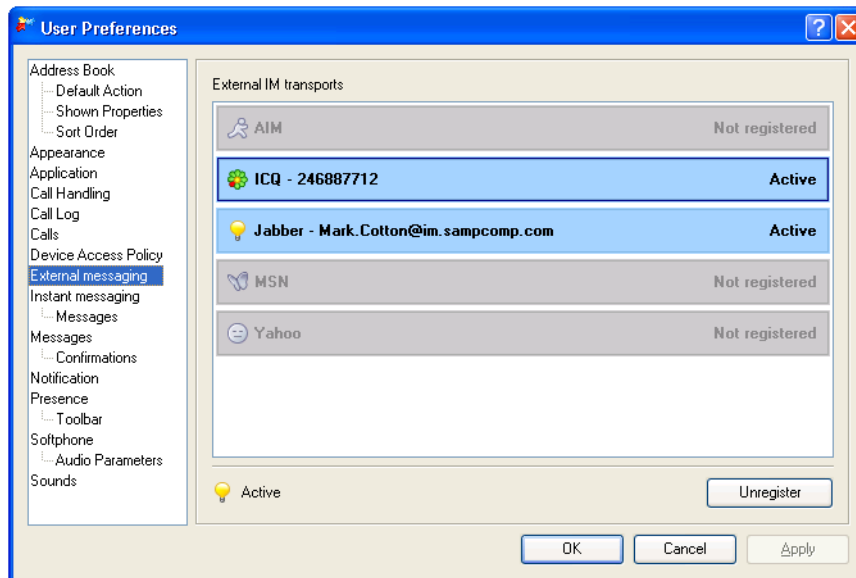 User Preferences
Address Book
Default Action
Shown Properties
Sort Order
Appearance
Application
Call Handling
Call Log
Calls
Device Access Policy
External messaging
Instant messaging
Messages
Messages
Confirmations
Notification
Presence
Toolbar
Softphone
Audio Parameters
Sounds
External IM transports
AIM Not registered
ICQ - 246887712 Active
Jabber - Mark.Cotton@im.sampcomp.com Active
MSN Not registered
Yahoo Not registered
Active Unregister
OK Cancel Apply